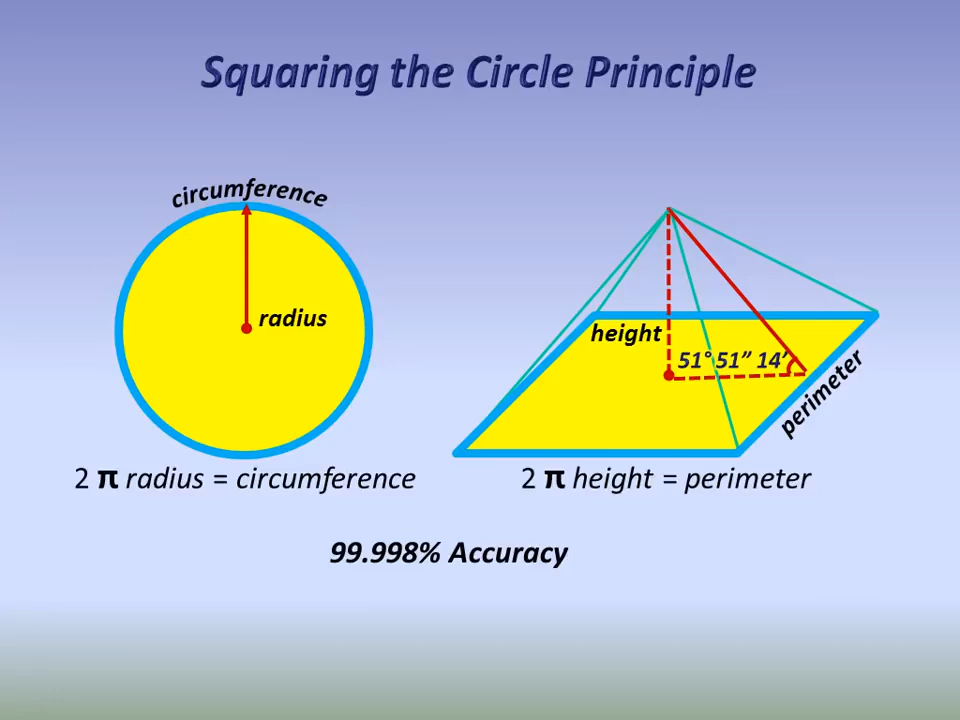 Squaring the Circle Principle
circumference
radius
height
51° 51” 14’
perimeter
2 π radius = circumference
2 π height = perimeter
99.998% Accuracy